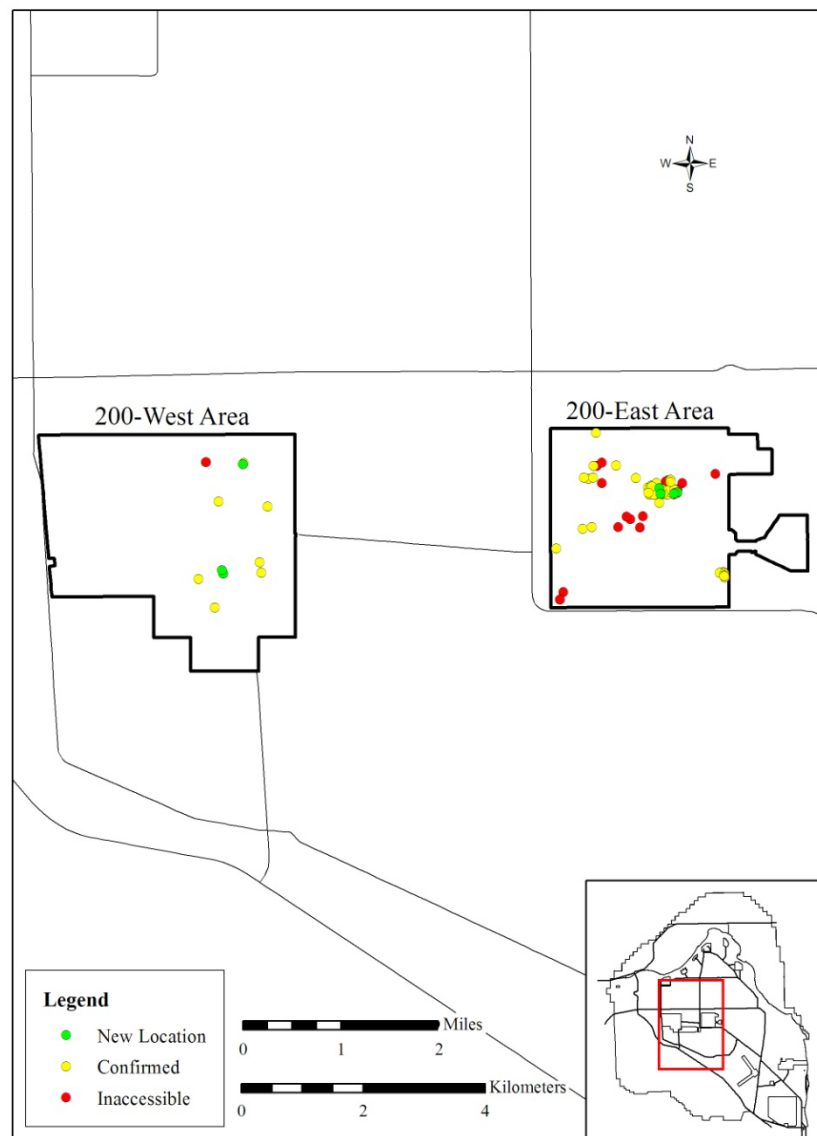 N
W E
S
200-West Area
200-East Area
Legend
New Location
Confirmed
Inaccessible
Miles
0 1 2
Kilometers
0 2 4